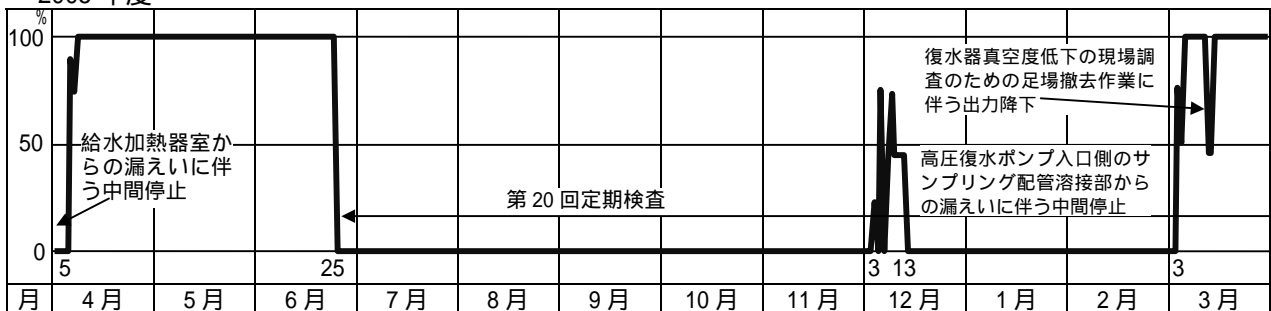 2005 年度
%
100
50
0
給水加熱器室か
らの漏えいに伴
う中間停止
第 20 回定期検査
復水器真空度低下の現場調
査のための足場撤去作業に
伴う出力降下
高圧復水ポンプ入口側のサ
ンプリング配管溶接部から
の漏えいに伴う中間停止
5 25 3 13 3
月 4 月 5 月 6 月 7 月 8 月 9 月 10 月 11 月 12 月 1 月 2 月 3 月